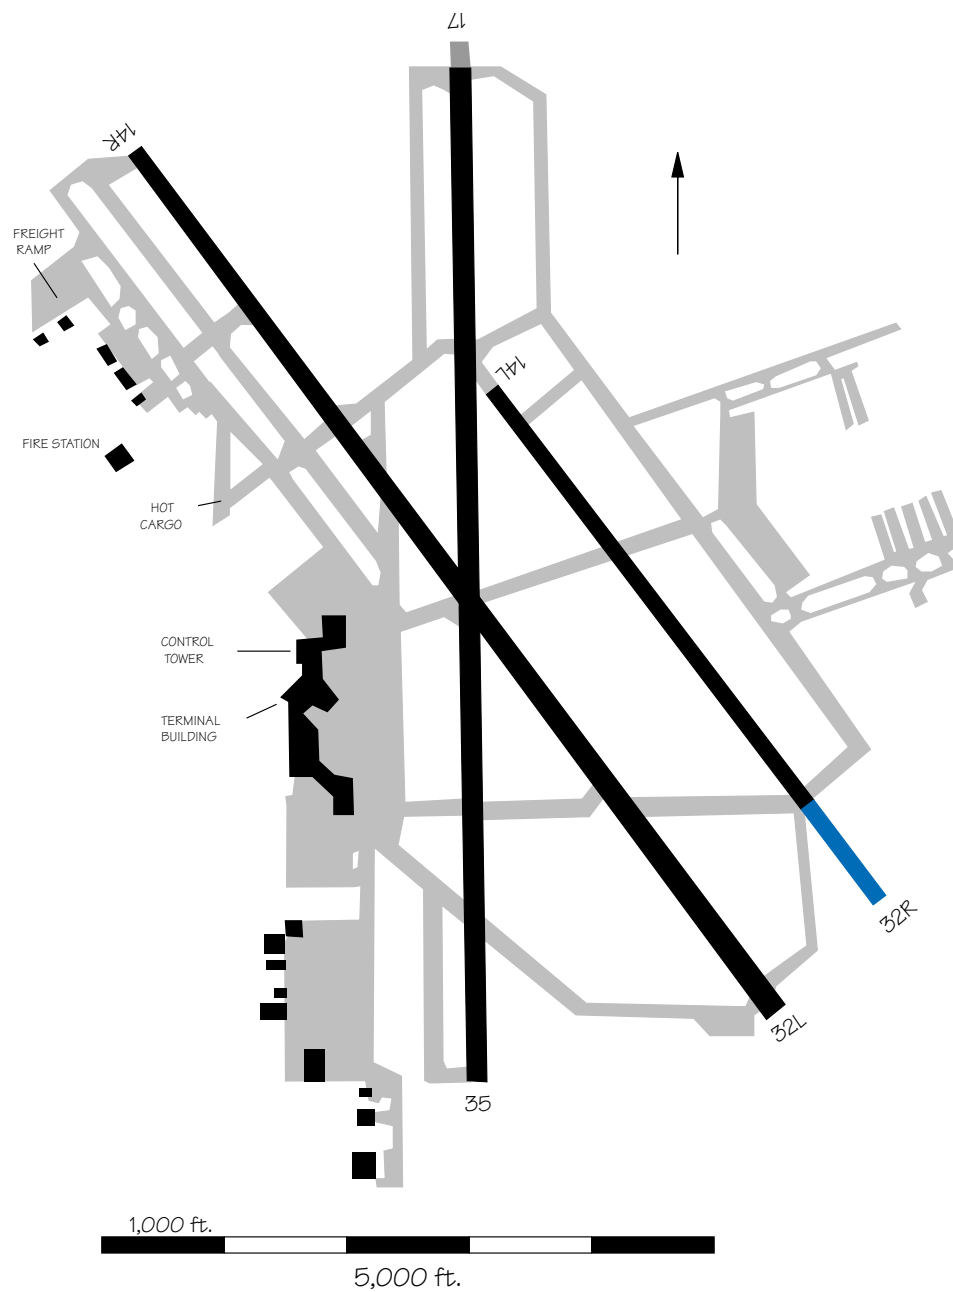 17
14R
FREIGHT
RAMP
14L
FIRE STATION
HOT
CARGO
CONTROL
TOWER
TERMINAL
BUILDING
32R
32L
35
1,000 ft.
5,000 ft.